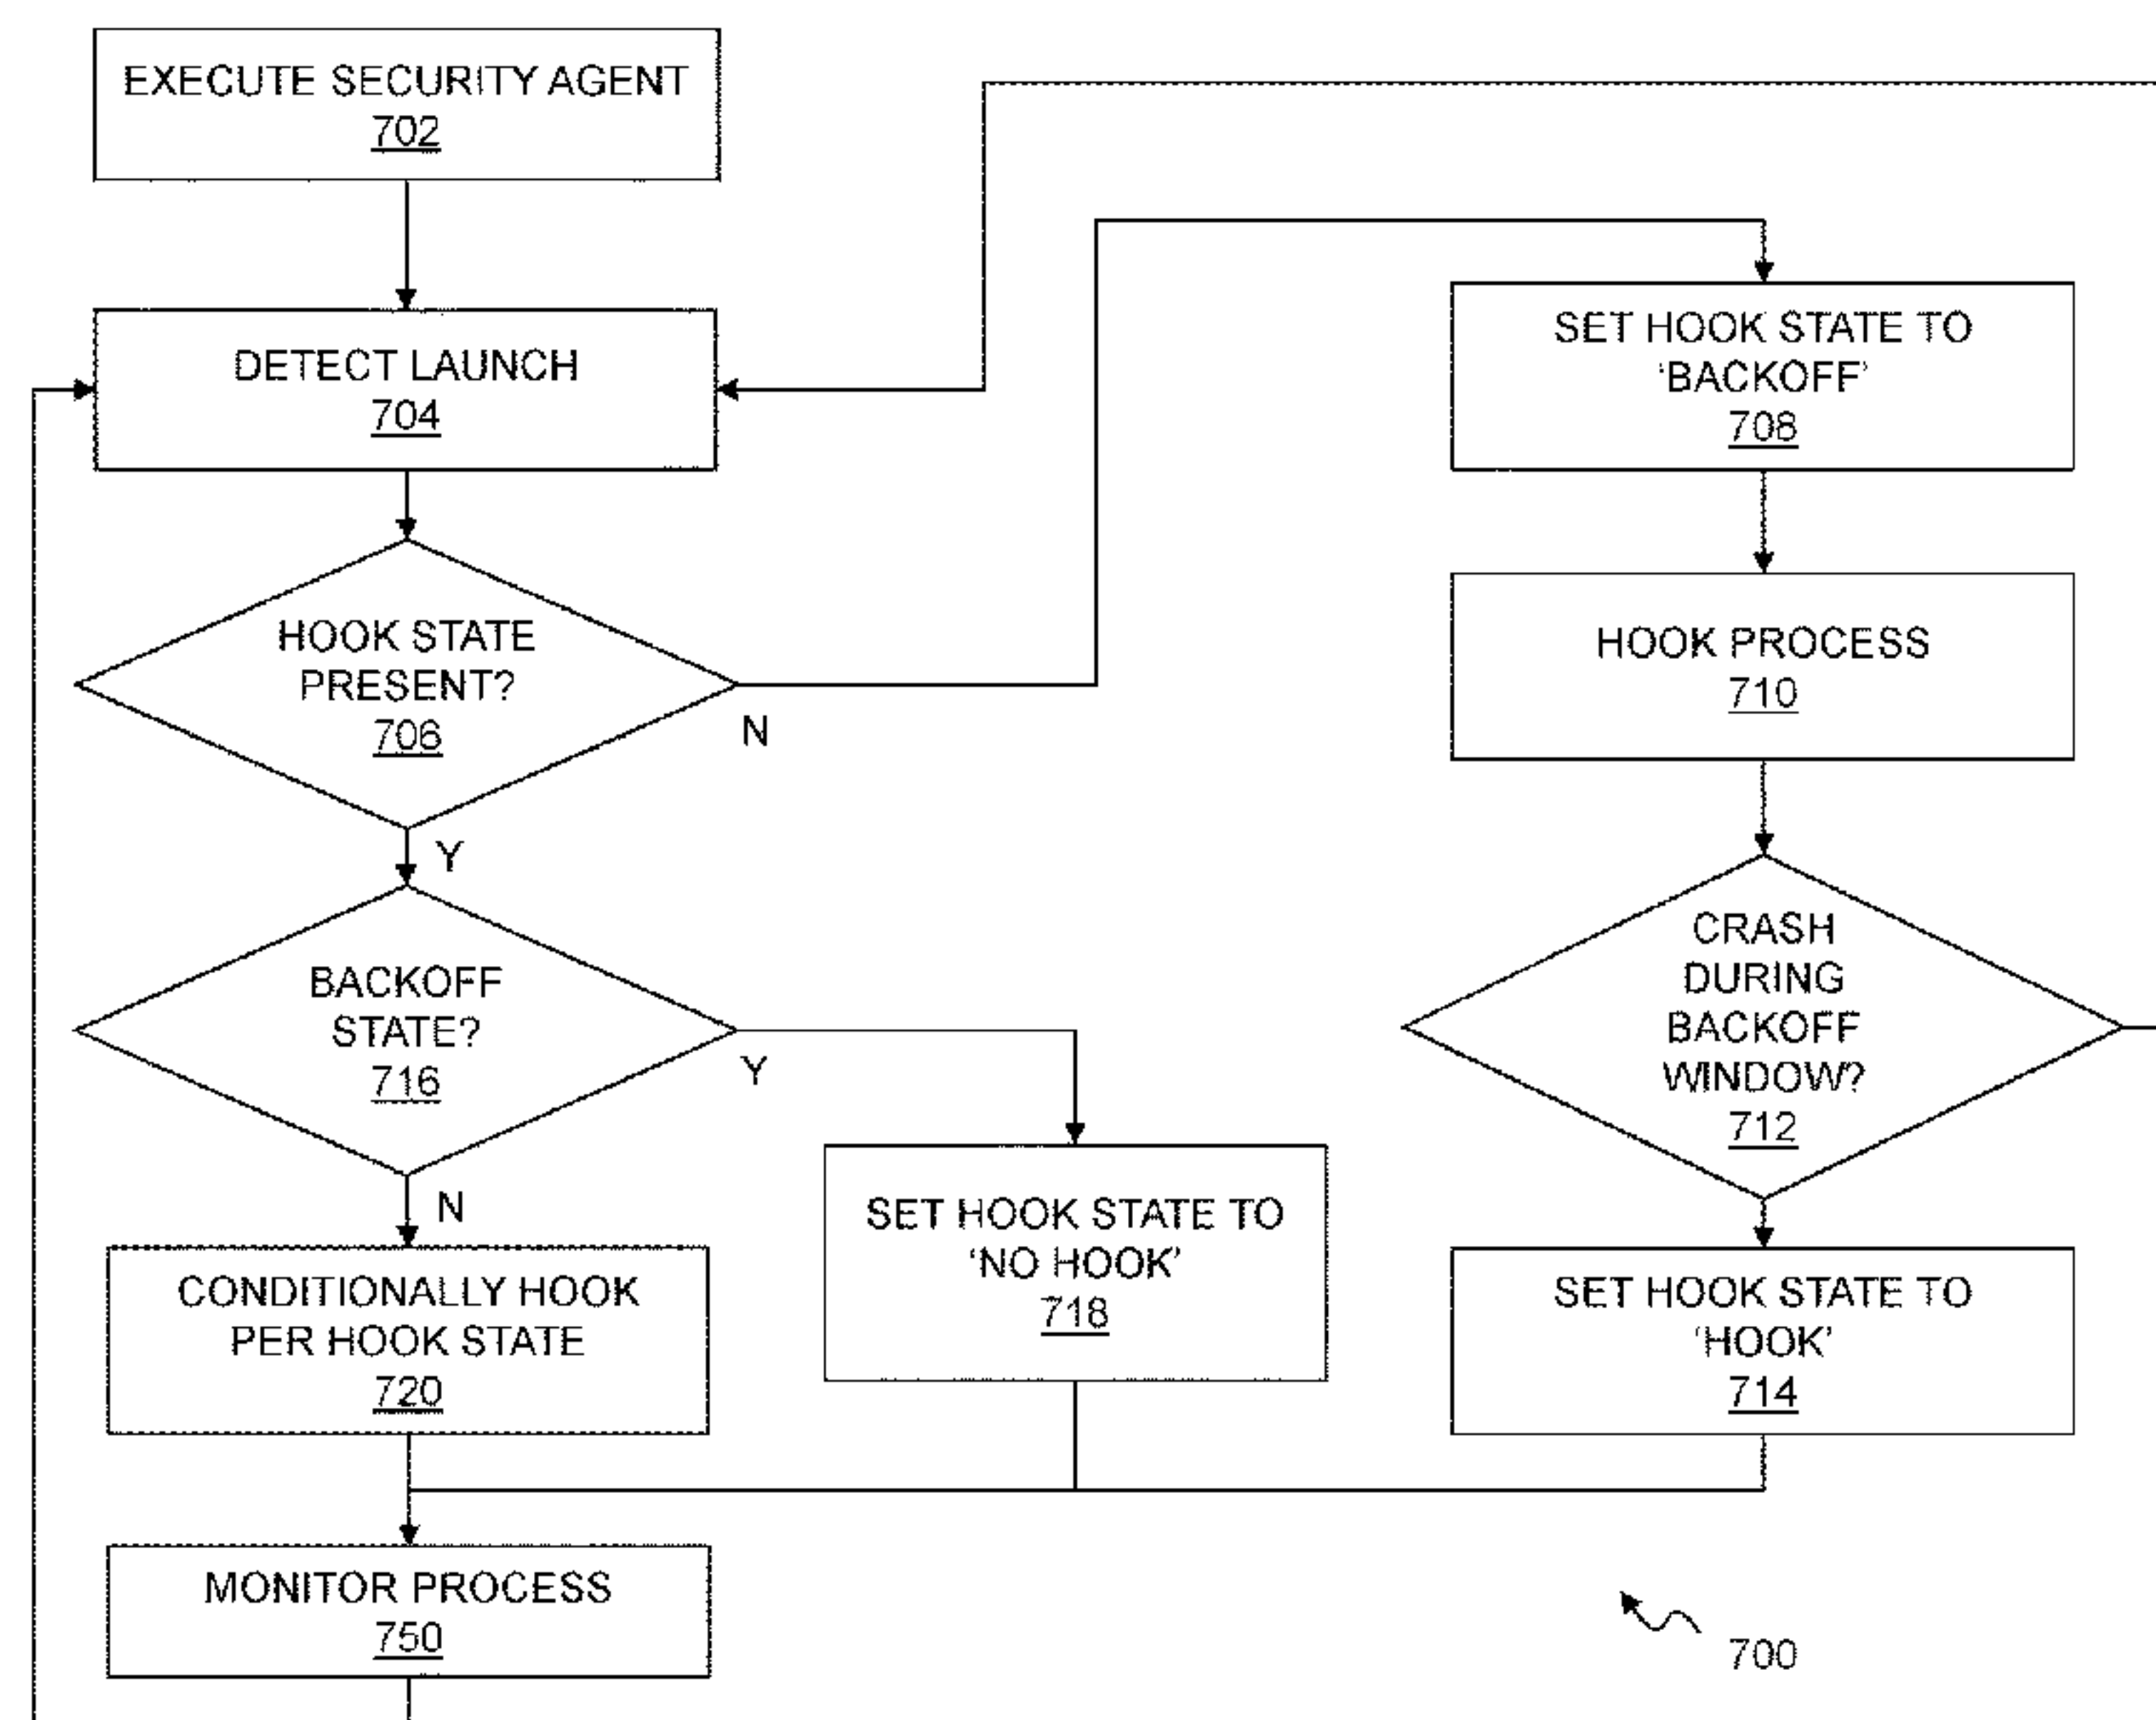 EXECUTE SECURITY AGENT
702
DETECT LAUNCH
704
HOOK STATE
PRESENT?
706
N
Y
BACKOFF
STATE?
716
Y
N
CONDITIONALLY HOOK
PER HOOK STATE
720
SET HOOK STATE TO
'NO HOOK'
718
MONITOR PROCESS
750
SET HOOK STATE TO
'BACKOFF'
708
HOOK PROCESS
710
CRASH
DURING
BACKOFF
WINDOW?
712
SET HOOK STATE TO
'HOOK'
714
700